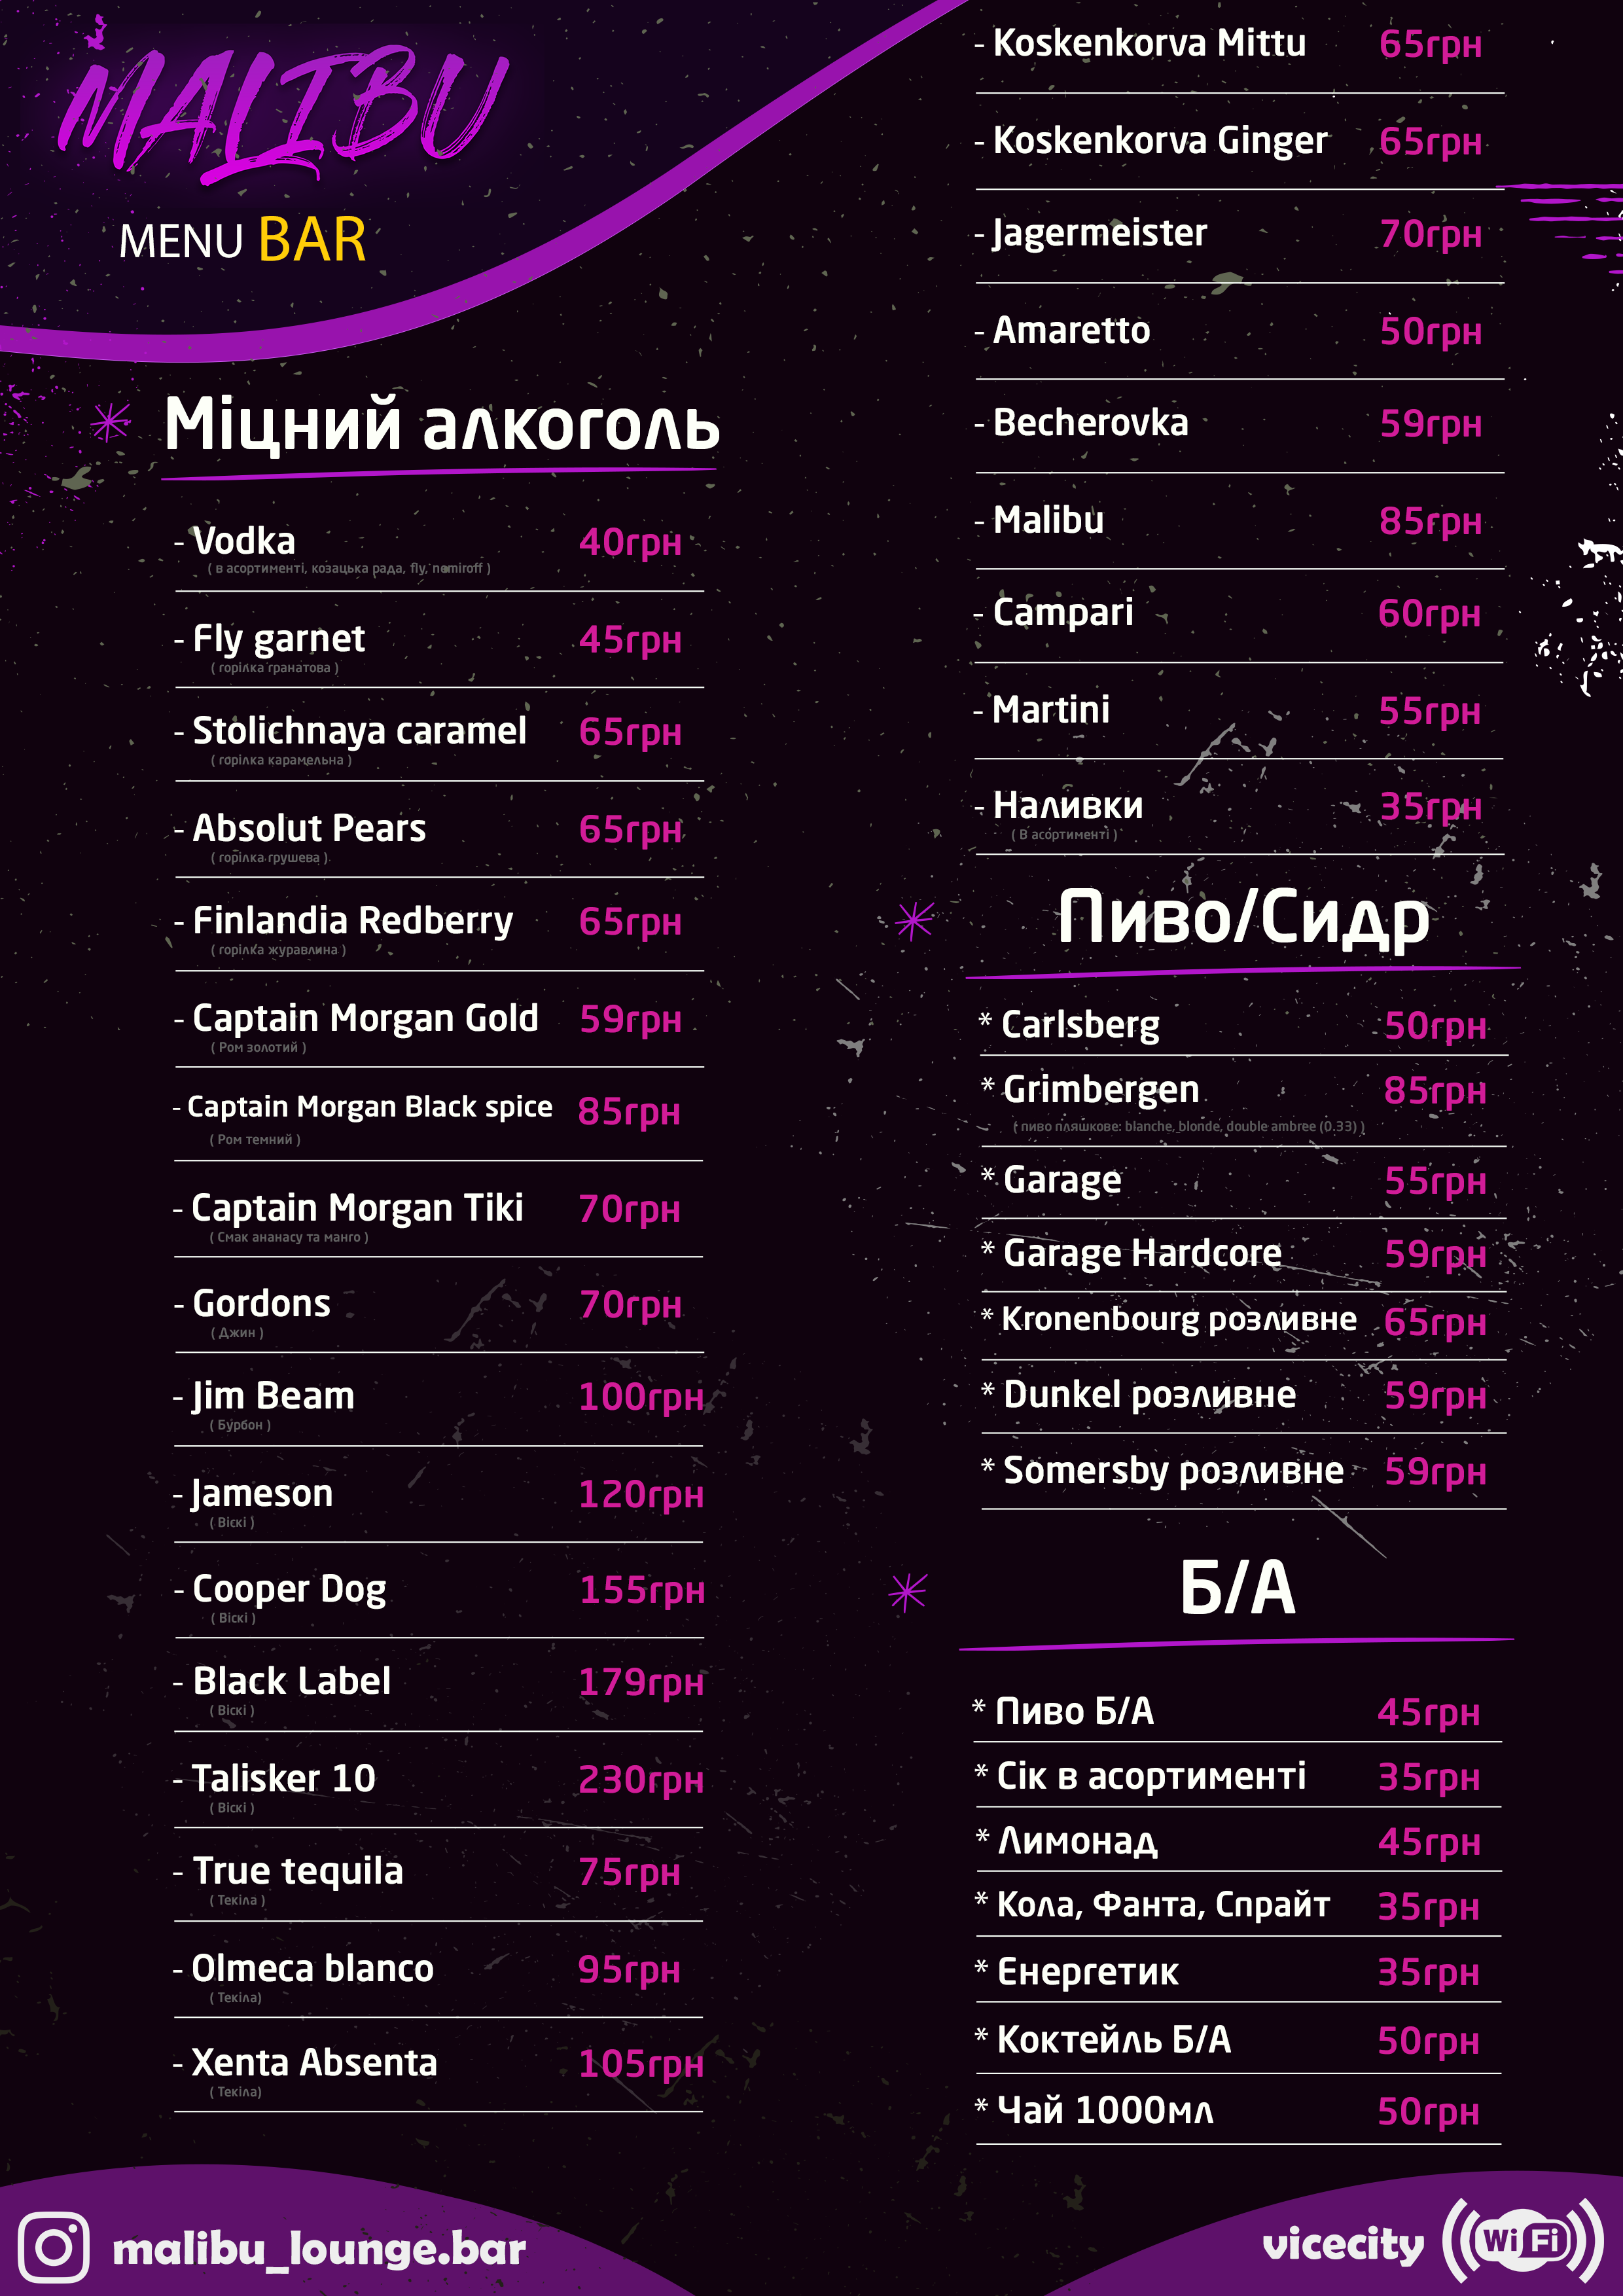 MALIBU
MENU BAR
Міцний алкоголь
- Vodka 40грн
( в асортименті, козацька рада, fly, nemiroff )
- Fly garnet 45грн
( горілка гранатова )
- Stolichnaya caramel 65грн
( горілка карамельна )
- Absolut Pears 65грн
( горілка грушева )
- Finlandia Redberry 65грн
( горілка журавлина )
- Captain Morgan Gold 59грн
( Ром золотий )
- Captain Morgan Black spice 85грн
( Ром темний )
- Captain Morgan Tiki 70грн
( Смак ананасу та манго )
- Gordons 70грн
( Джин )
- Jim Beam 100грн
( Бурбон )
- Jameson 120грн
( Віскі )
- Cooper Dog 155грн
( Віскі )
- Black Label 179грн
( Віскі )
- Talisker 10 230грн
( Віскі )
- True tequila 75грн
( Текіла )
- Olmeca blanco 95грн
( Текіла)
- Xenta Absenta 105грн
( Текіла)
- Koskenkorva Mittu 65грн
- Koskenkorva Ginger 65грн
- Jagermeister 70грн
- Amaretto 50грн
- Becherovka 59грн
- Malibu 85грн
- Campari 60грн
- Martini 55грн
- Наливки 35грн
( В асортименті )
Пиво/Сидр
* Carlsberg 50грн
* Grimbergen 85грн
( пиво пляшкове: blanche, blonde, double ambree (0.33) )
* Garage 55грн
* Garage Hardcore 59грн
* Kronenbourg розливне 65грн
* Dunkel розливне 59грн
* Somersby розливне 59грн
Б/А
* Пиво Б/А 45грн
* Сік в асортименті 35грн
* Лимонад 45грн
* Кола, Фанта, Спрайт 35грн
* Енергетик 35грн
* Коктейль Б/А 50грн
* Чай 1000мл 50грн
malibu_lounge.bar
vicecity Wi Fi